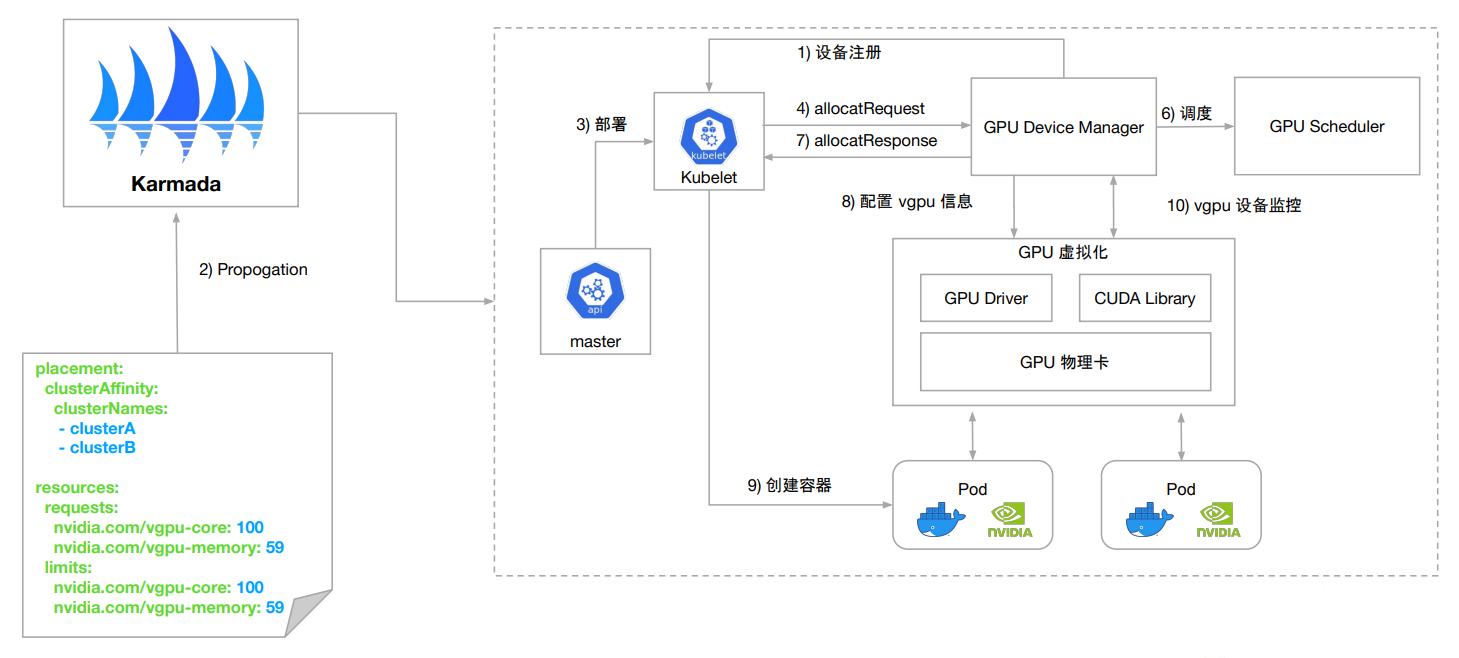 Karmada
2) Propogation
placement:
clusterAffinity:
clusterNames:
- clusterA
- clusterB
resources:
requests:
nvidia.com/vgpu-core: 100
nvidia.com/vgpu-memory: 59
limits:
nvidia.com/vgpu-core: 100
nvidia.com/vgpu-memory: 59
1) 设备注册
3) 部署
kubelet
Kubelet
4) allocatRequest
7) allocatResponse
GPU Device Manager
6) 调度
GPU Scheduler
8) 配置 vgpu 信息
10) vgpu 设备监控
api
master
GPU 虚拟化
GPU Driver
CUDA Library
GPU 物理卡
9) 创建容器
Pod
NVIDIA
Pod
NVIDIA